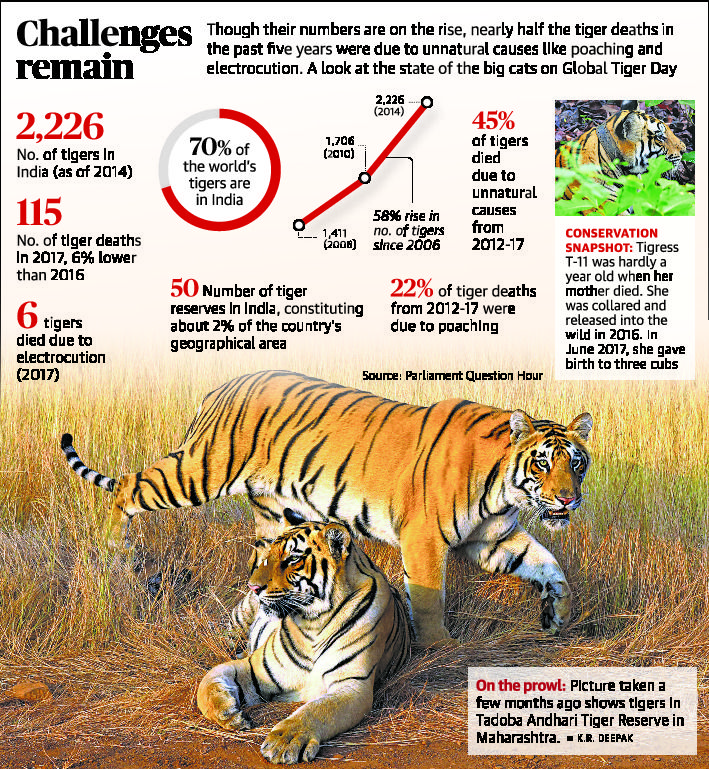 Challenges
remain
Though their numbers are on the rise, nearly half the tiger deaths in
the past five years were due to unnatural causes like poaching and
electrocution. A look at the state of the big cats on Global Tiger Day
2,226
No. of tigers in
India (as of 2014)
115
No. of tiger deaths
in 2017, 6% lower
than 2016
6 tigers
died due to
electrocution
(2017)
70% of
the world's
tigers are
in India
2,226
(2014)
1,706
(2010)
1,411
(2006)
58% rise in
no. of tigers
since 2006
45%
of tigers
died
due to
unnatural
causes
from
2012-17
50 Number of tiger
reserves in India, constituting
about 2% of the country's
geographical area
22% of tiger deaths
from 2012-17 were
due to poaching
Source: Parliament Question Hour
CONSERVATION
SNAPSHOT: Tigress
T-11 was hardly a
year old when her
mother died. She
was collared and
released into the
wild in 2016. In
June 2017, she gave
birth to three cubs
On the prowl: Picture taken a
few months ago shows tigers in
Tadoba Andhari Tiger Reserve in
Maharashtra. ■ K.R. DEEPAK